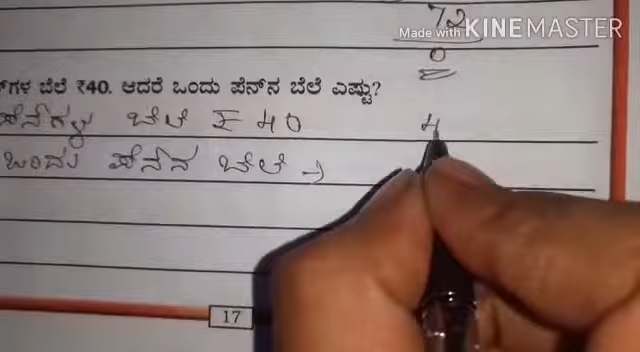 72
Made with KINEMASTER
0
ಗಳ ಬೆಲೆ ₹40. ಆದರೆ ಒಂದು ಪೆನ್‌ನ ಬೆಲೆ ಎಷ್ಟು?
ಪೆನ್‌ಗಳ ಬೆಲೆ ₹ 40
4
ಒಂದು ಪೆನಿನ ಬೆಲೆ →
17